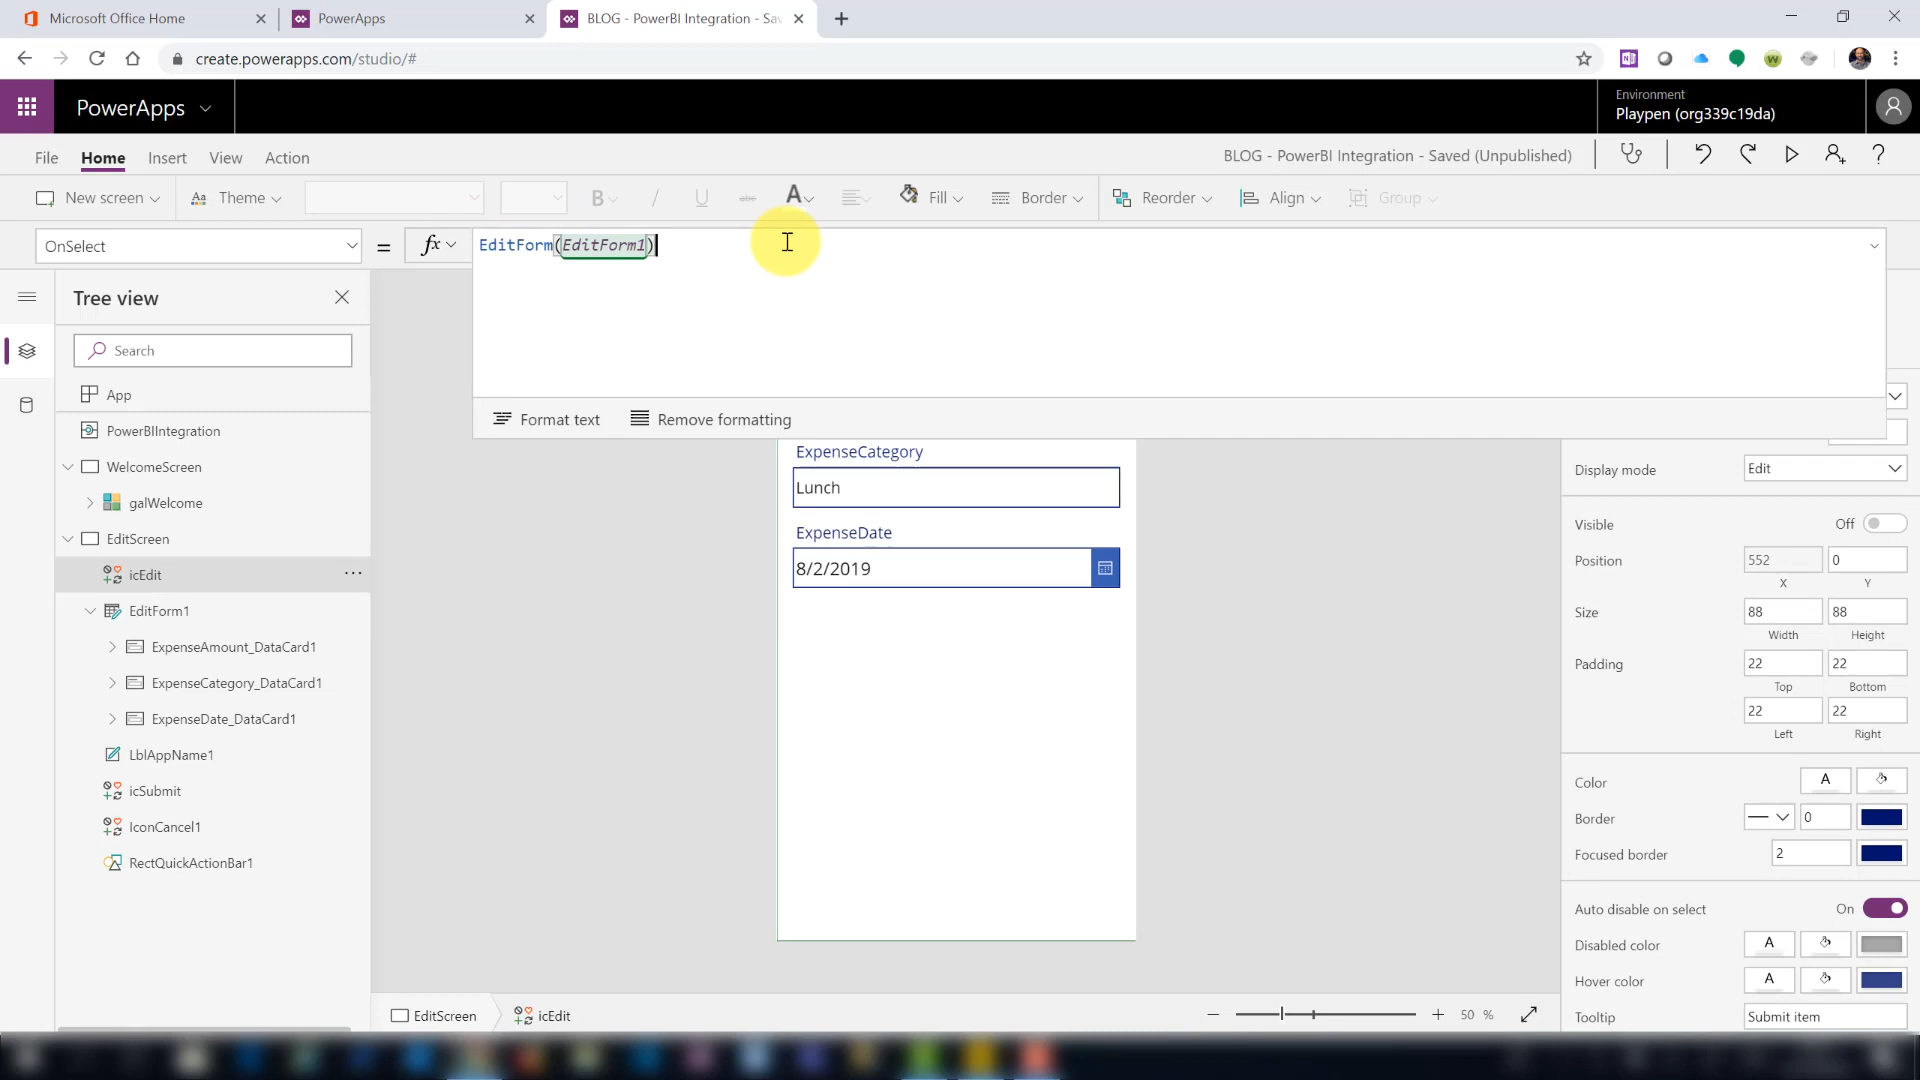 Microsoft Office Home
PowerApps
BLOG - PowerBI Integration - Sav
create.powerapps.com/studio/#
PowerApps
Environment
Playpen (org339c19da)
File
Home
Insert
View
Action
BLOG - PowerBI Integration - Saved (Unpublished)
New screen
Theme
B
/
U
abc
A
Fill
Border
Reorder
Align
Group
OnSelect
=
fx
EditForm(EditForm1)
Format text
Remove formatting
Tree view
Search
App
PowerBIIntegration
WelcomeScreen
galWelcome
EditScreen
icEdit
EditForm1
ExpenseAmount_DataCard1
ExpenseCategory_DataCard1
ExpenseDate_DataCard1
LblAppName1
icSubmit
IconCancel1
RectQuickActionBar1
ExpenseCategory
Lunch
ExpenseDate
8/2/2019
Display mode
Edit
Visible
Off
Position
552
0
X
Y
Size
88
88
Width
Height
Padding
22
22
Top
Bottom
22
22
Left
Right
Color
A
Border
0
Focused border
2
Auto disable on select
On
Disabled color
A
Hover color
A
Tooltip
Submit item
EditScreen
icEdit
50 %